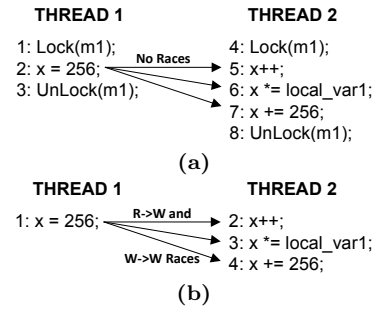 THREAD 1 THREAD 2
1: Lock(m1); 4: Lock(m1);
2: x = 256; No Races 5: x++;
3: UnLock(m1); 6: x *= local_var1;
7: x += 256;
8: UnLock(m1);
(a)
THREAD 1 THREAD 2
1: x = 256; R->W and 2: x++;
3: x *= local_var1;
W->W Races 4: x += 256;
(b)